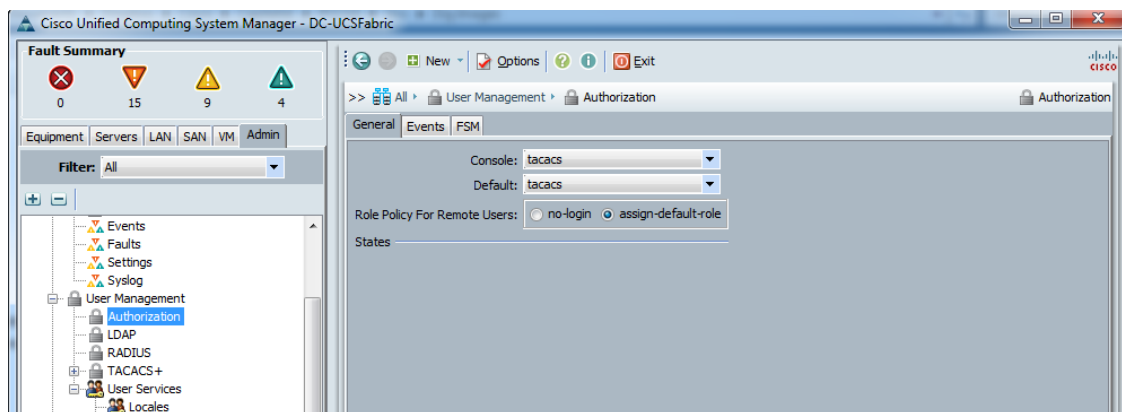 Cisco Unified Computing System Manager - DC-UCSFabric
Fault Summary
0 15 9 4
Equipment Servers LAN SAN VM Admin
Filter: All
Events
Faults
Settings
Syslog
User Management
Authorization
LDAP
RADIUS
TACACS+
User Services
Locales
New Options Exit
CISCO
>> All User Management Authorization Authorization
General Events FSM
Console: tacacs
Default: tacacs
Role Policy For Remote Users: no-login assign-default-role
States